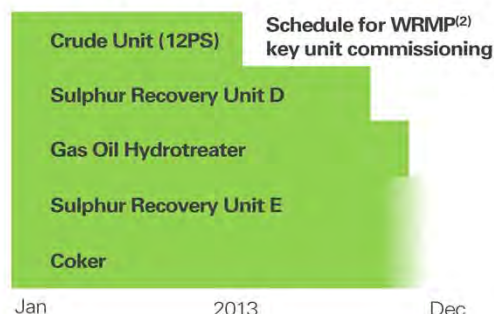 Crude Unit (12PS)
Schedule for WRMP(2)
key unit commissioning
Sulphur Recovery Unit D
Gas Oil Hydrotreater
Sulphur Recovery Unit E
Coker
Jan 2013 Dec